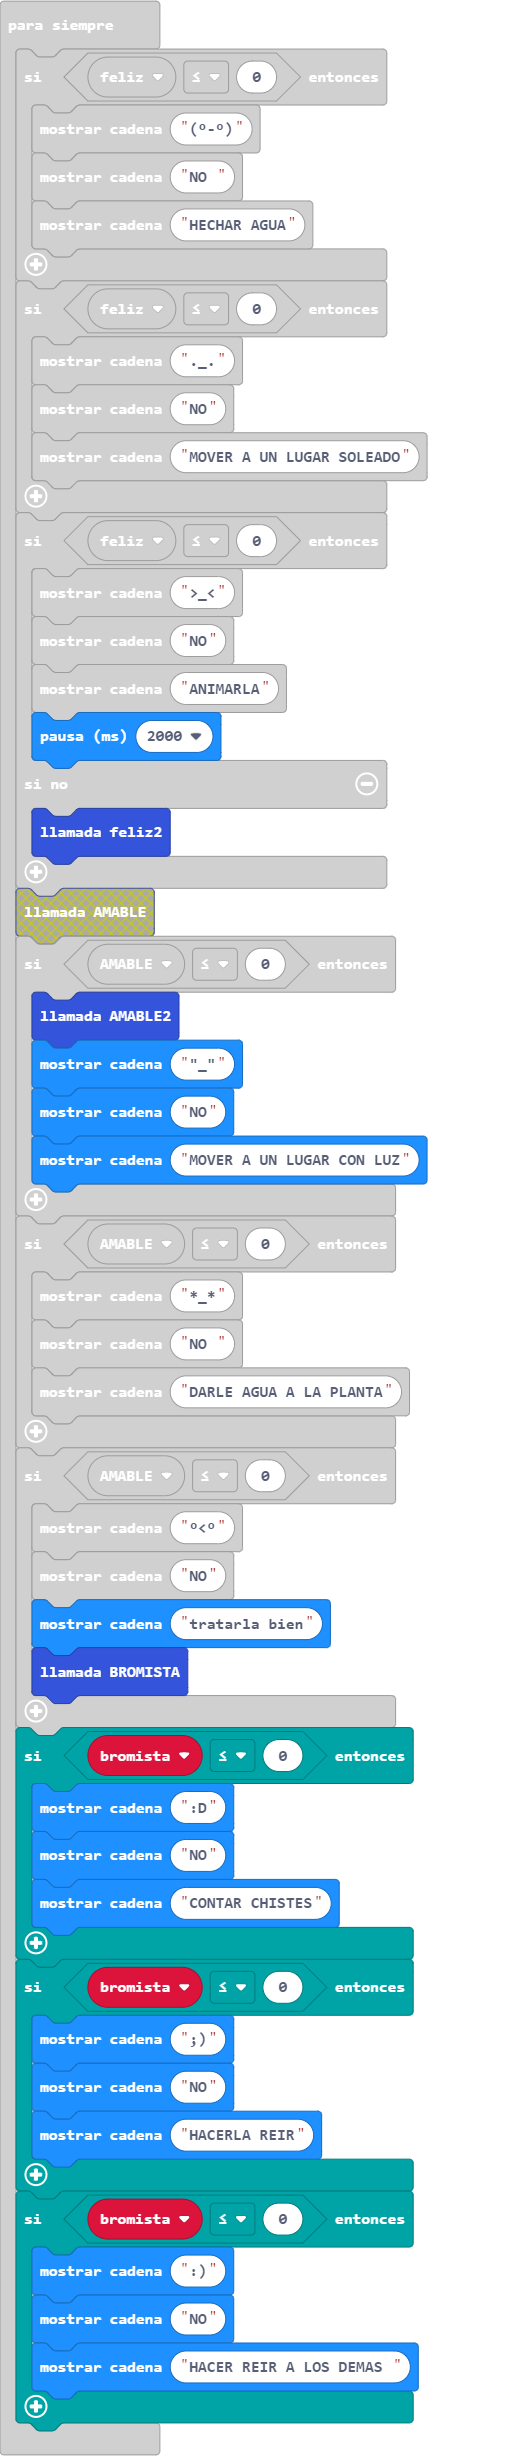 para siempre
si feliz ≤ 0 entonces
mostrar cadena "(º-º)"
mostrar cadena "NO "
mostrar cadena "HECHAR AGUA"
si feliz ≤ 0 entonces
mostrar cadena "._."
mostrar cadena "NO"
mostrar cadena "MOVER A UN LUGAR SOLEADO"
si feliz ≤ 0 entonces
mostrar cadena ">_<"
mostrar cadena "NO"
mostrar cadena "ANIMARLA"
pausa (ms) 2000
si no
llamada feliz2
llamada AMABLE
si AMABLE ≤ 0 entonces
llamada AMABLE2
mostrar cadena ""_""
mostrar cadena "NO"
mostrar cadena "MOVER A UN LUGAR CON LUZ"
si AMABLE ≤ 0 entonces
mostrar cadena "*_*"
mostrar cadena "NO "
mostrar cadena "DARLE AGUA A LA PLANTA"
si AMABLE ≤ 0 entonces
mostrar cadena "º<º"
mostrar cadena "NO"
mostrar cadena "tratarla bien"
llamada BROMISTA
si bromista ≤ 0 entonces
mostrar cadena ":D"
mostrar cadena "NO"
mostrar cadena "CONTAR CHISTES"
si bromista ≤ 0 entonces
mostrar cadena ";)"
mostrar cadena "NO"
mostrar cadena "HACERLA REIR"
si bromista ≤ 0 entonces
mostrar cadena ":)"
mostrar cadena "NO"
mostrar cadena "HACER REIR A LOS DEMAS "